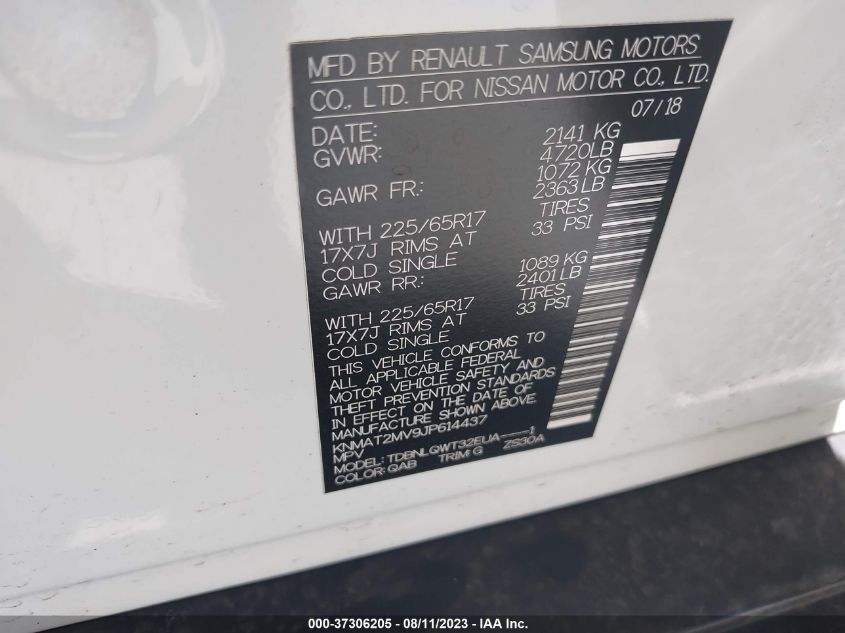 MFD BY RENAULT SAMSUNG MOTORS
CO., LTD. FOR NISSAN MOTOR CO., LTD.
DATE: 07/18
GVWR: 2141 KG
4720LB
GAWR FR.: 1072 KG
2363LB
WITH 225/65R17 TIRES
17X7J RIMS AT 33 PSI
COLD SINGLE
GAWR RR.: 1089 KG
2401LB
WITH 225/65R17 TIRES
17X7J RIMS AT 33 PSI
COLD SINGLE
THIS VEHICLE CONFORMS TO
ALL APPLICABLE FEDERAL
MOTOR VEHICLE SAFETY AND
THEFT PREVENTION STANDARDS
IN EFFECT ON THE DATE OF
MANUFACTURE SHOWN ABOVE.
KNMAT2MV9JP614437
MPV
MODEL: TDBNLQWT32EUA----1
COLOR: QAB TRIM: G ZS30A
000-37306205 - 08/11/2023 - IAA Inc.